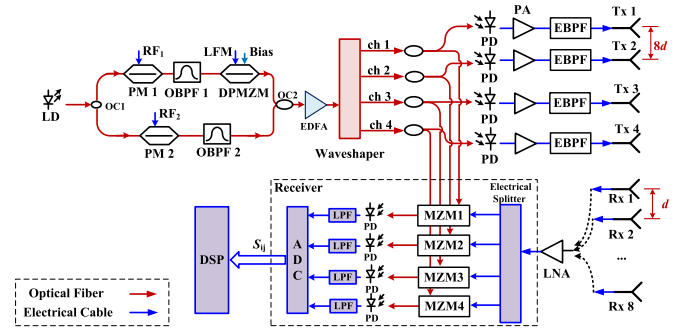 PA
Tx 1
RF1
LFM
Bias
PD
EBPF
8d
ch 1
Tx 2
PM 1
OBPF 1
DPMZM
ch 2
PD
EBPF
LD
OC1
OC2
RF2
EDFA
ch 3
Tx 3
PD
EBPF
PM 2
OBPF 2
ch 4
Tx 4
Waveshaper
PD
EBPF
Receiver
Electrical
Splitter
Rx 1
d
LPF
PD
MZM1
Rx 2
Sij
DSP
A
D
C
LPF
PD
MZM2
LNA
...
LPF
PD
MZM3
Optical Fiber
Electrical Cable
LPF
PD
MZM4
Rx 8